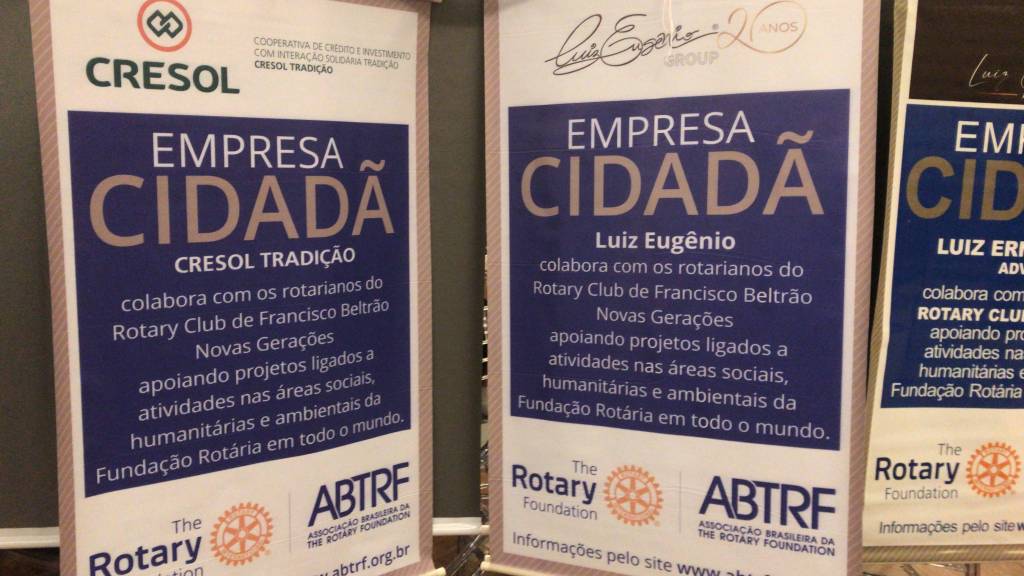 CRESOL
COOPERATIVA DE CRÉDITO E INVESTIMENTO
COM INTERAÇÃO SOLIDÁRIA TRADIÇÃO
CRESOL TRADIÇÃO
EMPRESA
CIDADÃ
CRESOL TRADIÇÃO
colabora com os rotarianos do
Rotary Club de Francisco Beltrão
Novas Gerações
apoiando projetos ligados a
atividades nas áreas sociais,
humanitárias e ambientais da
Fundação Rotária em todo o mundo.
The
Rotary
ABTRF
ASSOCIAÇÃO BRASILEIRA DA
THE ROTARY FOUNDATION
.abtrf.org.br
Luiz Eugênio
GROUP
20 ANOS
EMPRESA
CIDADÃ
Luiz Eugênio
colabora com os rotarianos do
Rotary Club de Francisco Beltrão
Novas Gerações
apoiando projetos ligados a
atividades nas áreas sociais,
humanitárias e ambientais da
Fundação Rotária em todo o mundo.
The
Rotary
Foundation
ABTRF
ASSOCIAÇÃO BRASILEIRA DA
THE ROTARY FOUNDATION
Informações pelo site www.abtrf
Luiz
EMP
CID
LUIZ ER
ADV
colabora com
ROTARY CLU
apoiando pro
atividades nas
humanitárias e
Fundação Rotária
The
Rotary
Foundation
Informações pelo site w